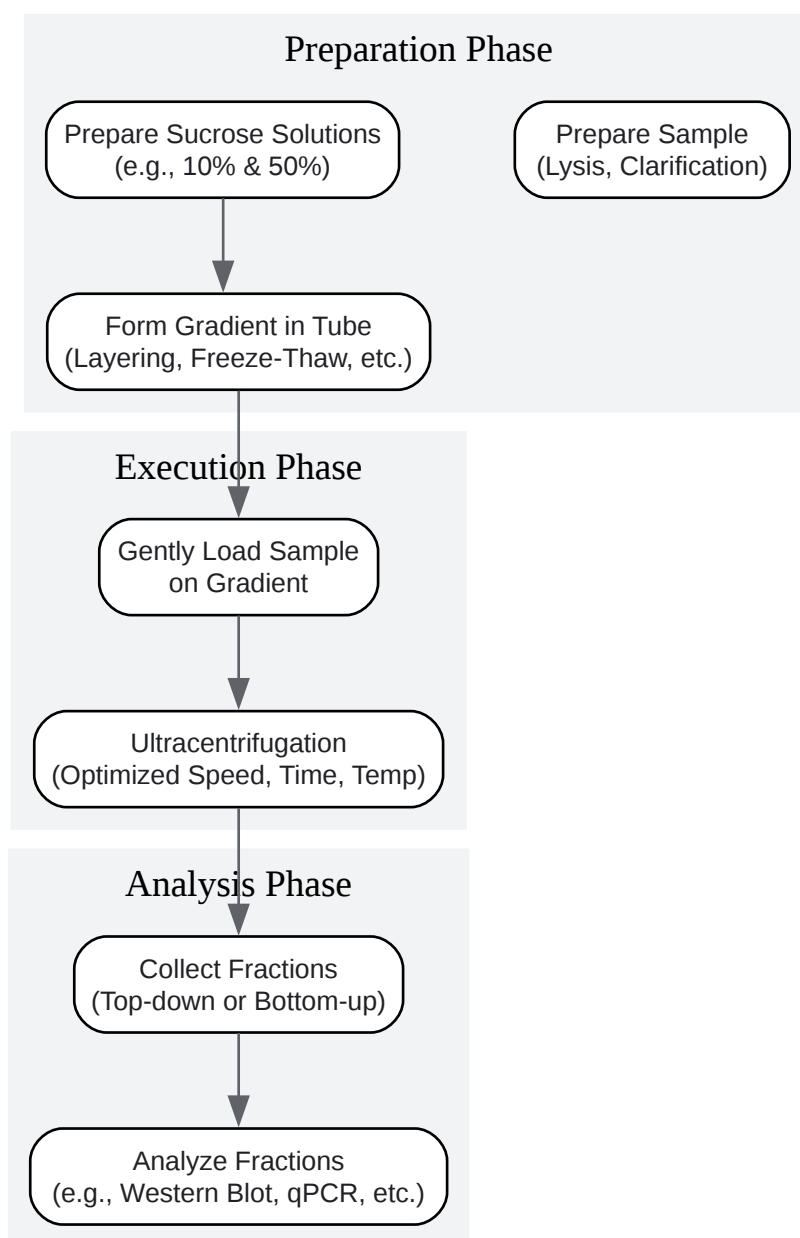 Preparation Phase
Prepare Sucrose Solutions
(e.g., 10% & 50%)
Prepare Sample
(Lysis, Clarification)
Form Gradient in Tube
(Layering, Freeze-Thaw, etc.)
Execution Phase
Gently Load Sample
on Gradient
Ultracentrifugation
(Optimized Speed, Time, Temp)
Analysis Phase
Collect Fractions
(Top-down or Bottom-up)
Analyze Fractions
(e.g., Western Blot, qPCR, etc.)